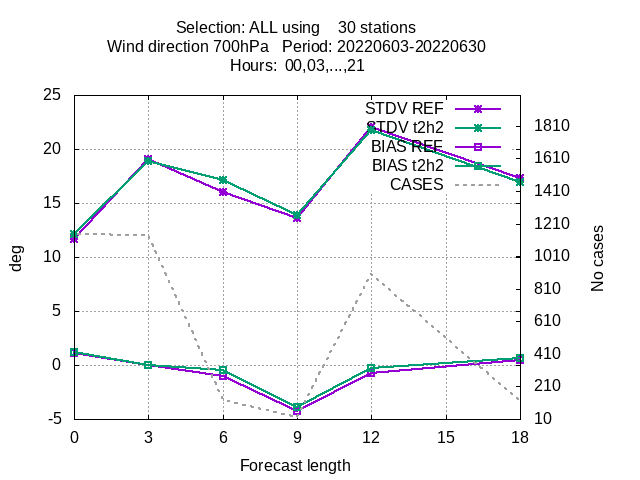 Selection: ALL using    30 stations
Wind direction 700hPa   Period: 20220603-20220630
Hours:  00,03,...,21
25
20
15
10
5
0
-5
deg
STDV REF
STDV t2h2
BIAS REF
BIAS t2h2
CASES
1810
1610
1410
1210
1010
810
610
410
210
10
No cases
0 3 6 9 12 15 18
Forecast length